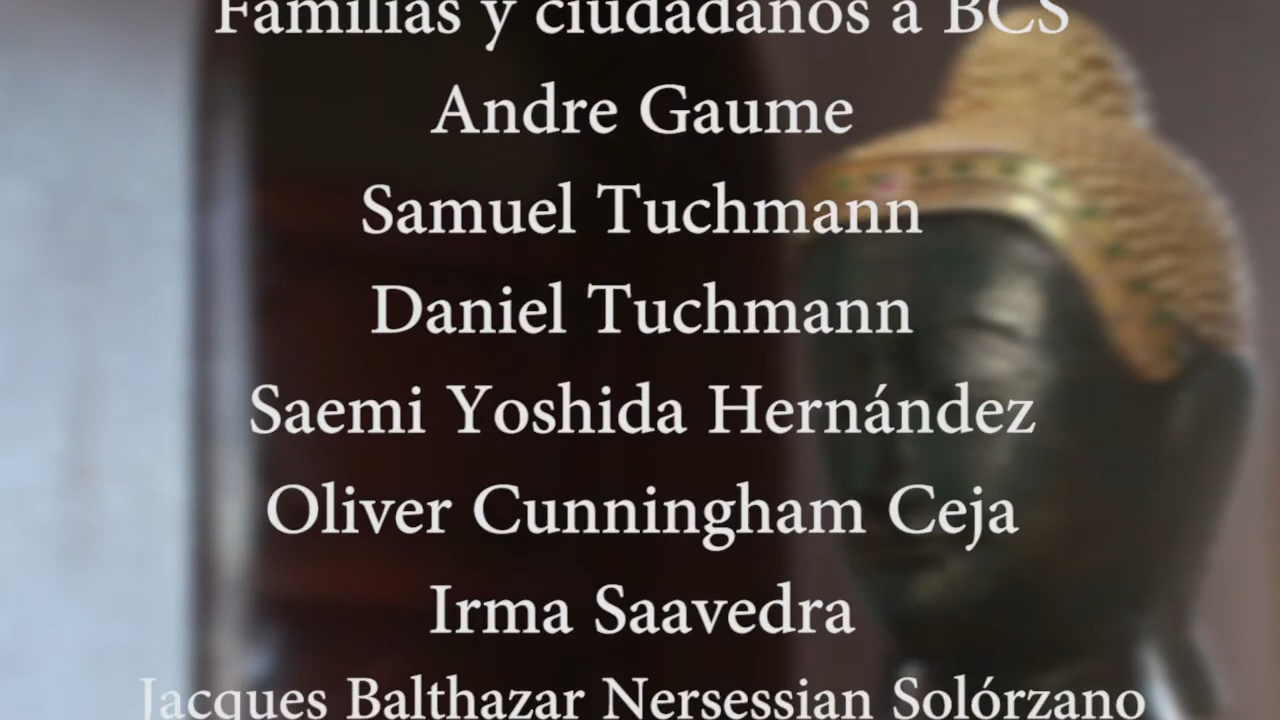 Familias y ciudadanos a BCS
Andre Gaume
Samuel Tuchmann
Daniel Tuchmann
Saemi Yoshida Hernández
Oliver Cunningham Ceja
Irma Saavedra
Jacques Balthazar Nersessian Solórzano